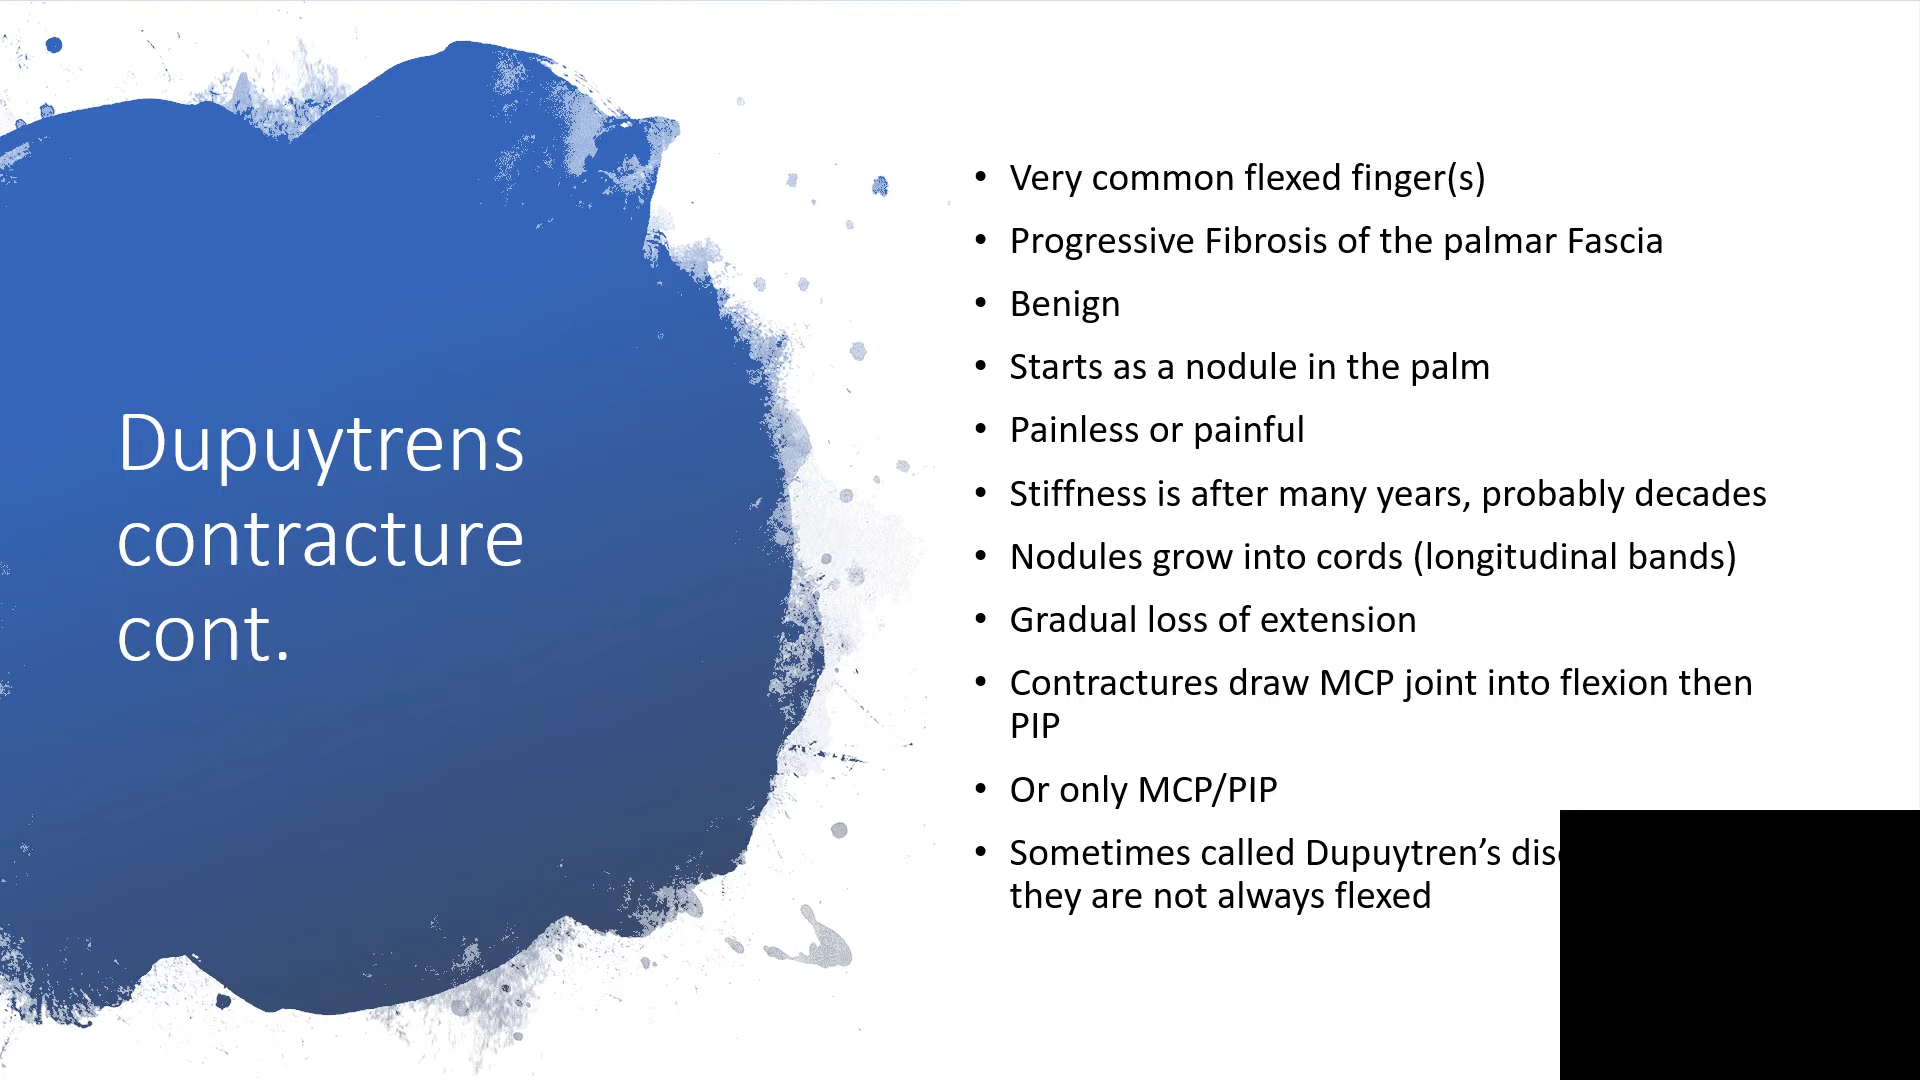 Dupuytrens
contracture
cont.
• Very common flexed finger(s)
• Progressive Fibrosis of the palmar Fascia
• Benign
• Starts as a nodule in the palm
• Painless or painful
• Stiffness is after many years, probably decades
• Nodules grow into cords (longitudinal bands)
• Gradual loss of extension
• Contractures draw MCP joint into flexion then
PIP
• Or only MCP/PIP
• Sometimes called Dupuytren’s
they are not always flexed